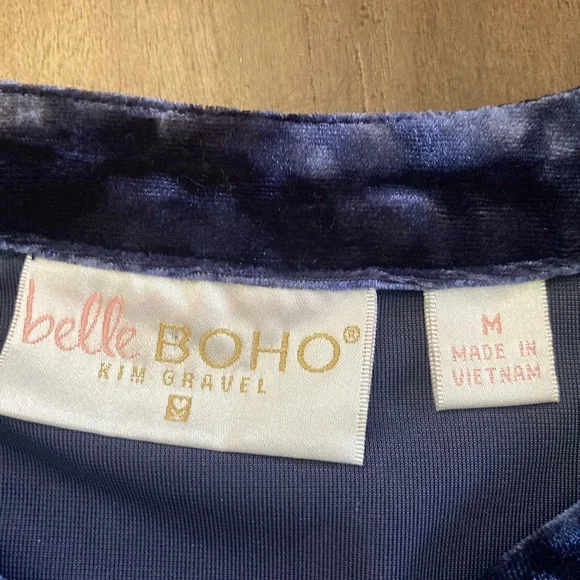 belle BOHO®
KIM GRAVEL
M
MADE IN
VIETNAM